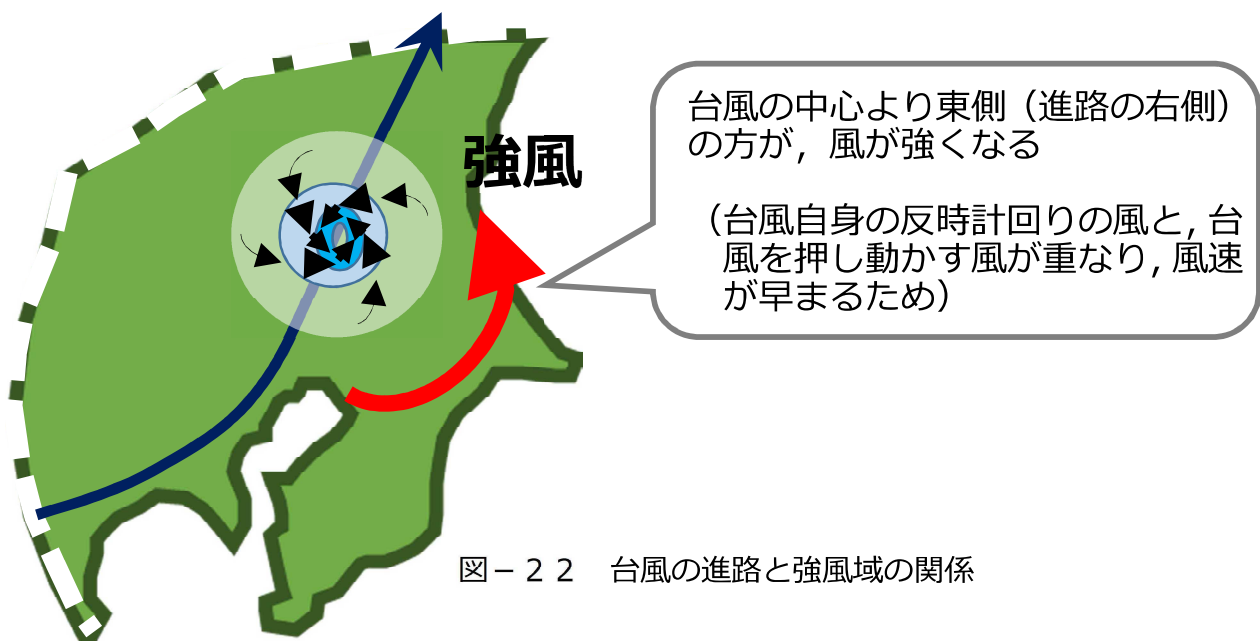 強風
台風の中心より東側（進路の右側）
の方が，風が強くなる
（台風自身の反時計回りの風と，台
風を押し動かす風が重なり，風速
が早まるため）
図－２２　台風の進路と強風域の関係